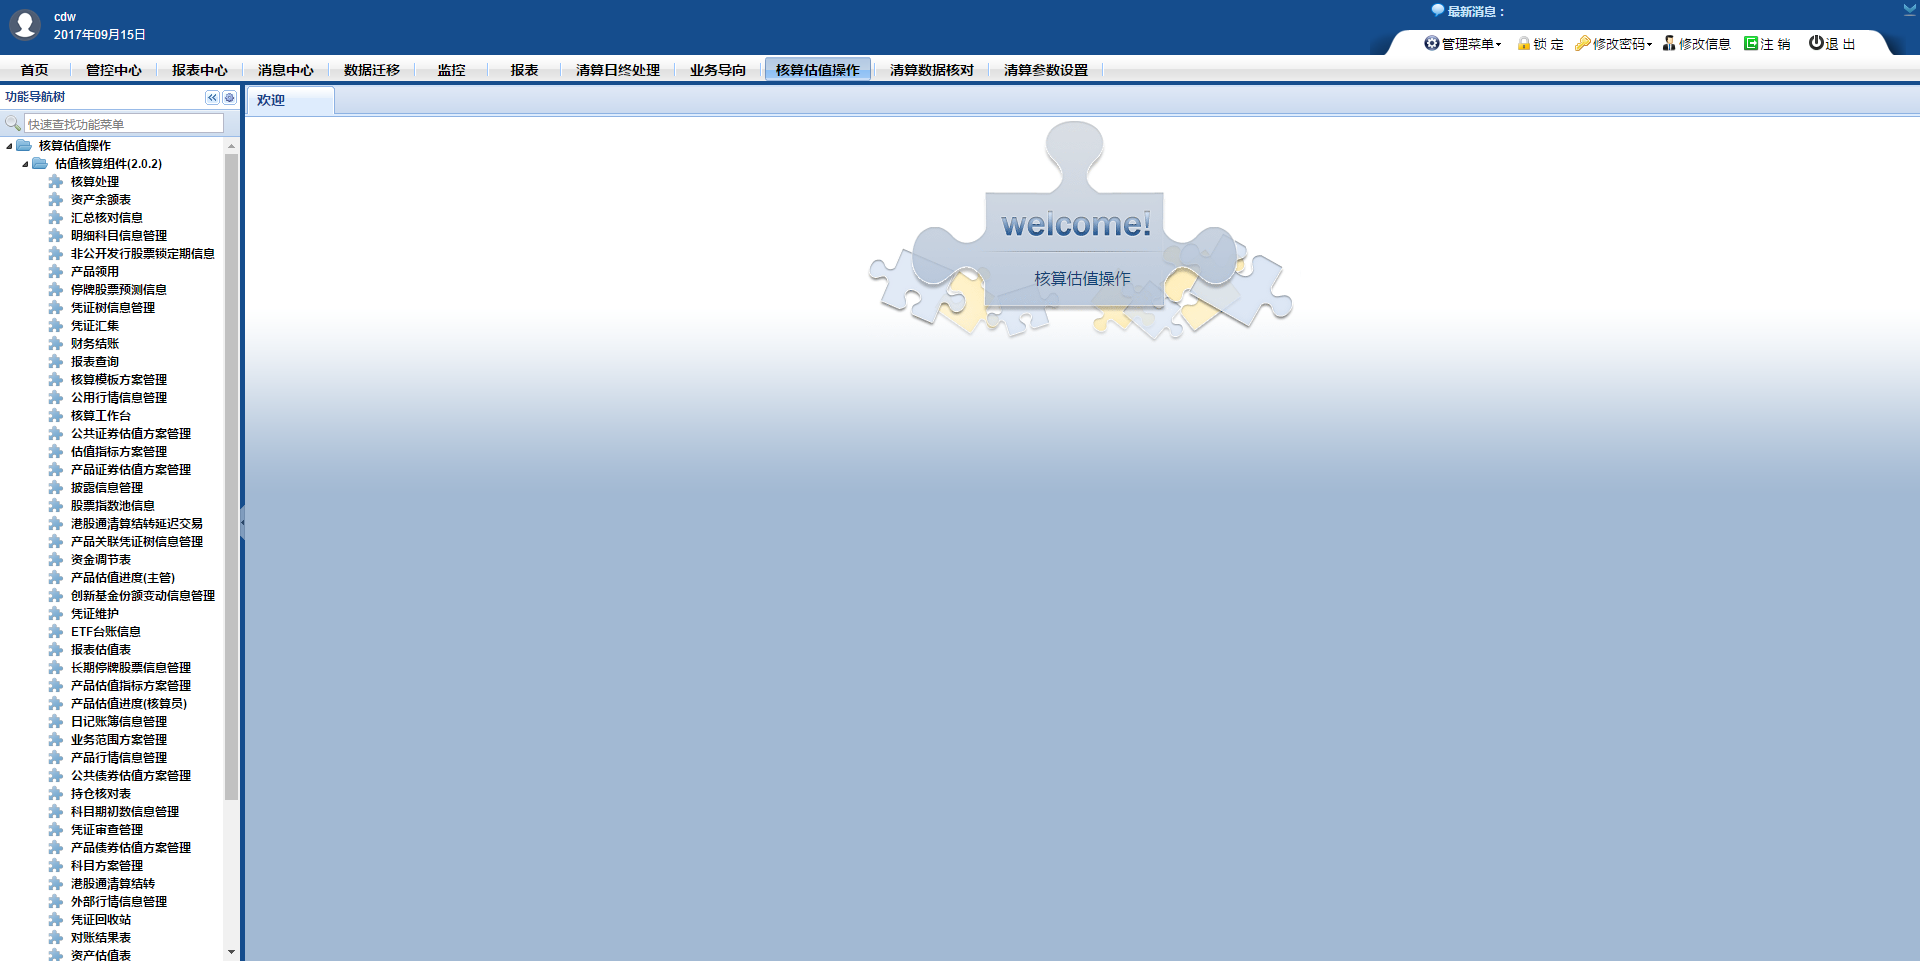 cdw
2017年09月15日
最新消息：
管理菜单 锁 定 修改密码 修改信息 注 销 退 出
首页 管控中心 报表中心 消息中心 数据迁移 监控 报表 清算日终处理 业务导向 核算估值操作 清算数据核对 清算参数设置
功能导航树
欢迎
快速查找功能菜单
核算估值操作
估值核算组件(2.0.2)
核算处理
资产余额表
汇总核对信息
明细科目信息管理
非公开发行股票锁定期信息
产品领用
停牌股票预测信息
凭证树信息管理
凭证汇集
财务结账
报表查询
核算模板方案管理
公用行情信息管理
核算工作台
公共证券估值方案管理
估值指标方案管理
产品证券估值方案管理
披露信息管理
股票指数池信息
港股通清算结转延迟交易
产品关联凭证树信息管理
资金调节表
产品估值进度(主管)
创新基金份额变动信息管理
凭证维护
ETF台账信息
报表估值表
长期停牌股票信息管理
产品估值指标方案管理
产品估值进度(核算员)
日记账簿信息管理
业务范围方案管理
产品行情信息管理
公共债券估值方案管理
持仓核对表
科目期初数信息管理
凭证审查管理
产品债券估值方案管理
科目方案管理
港股通清算结转
外部行情信息管理
凭证回收站
对账结果表
资产估值表
welcome!
核算估值操作